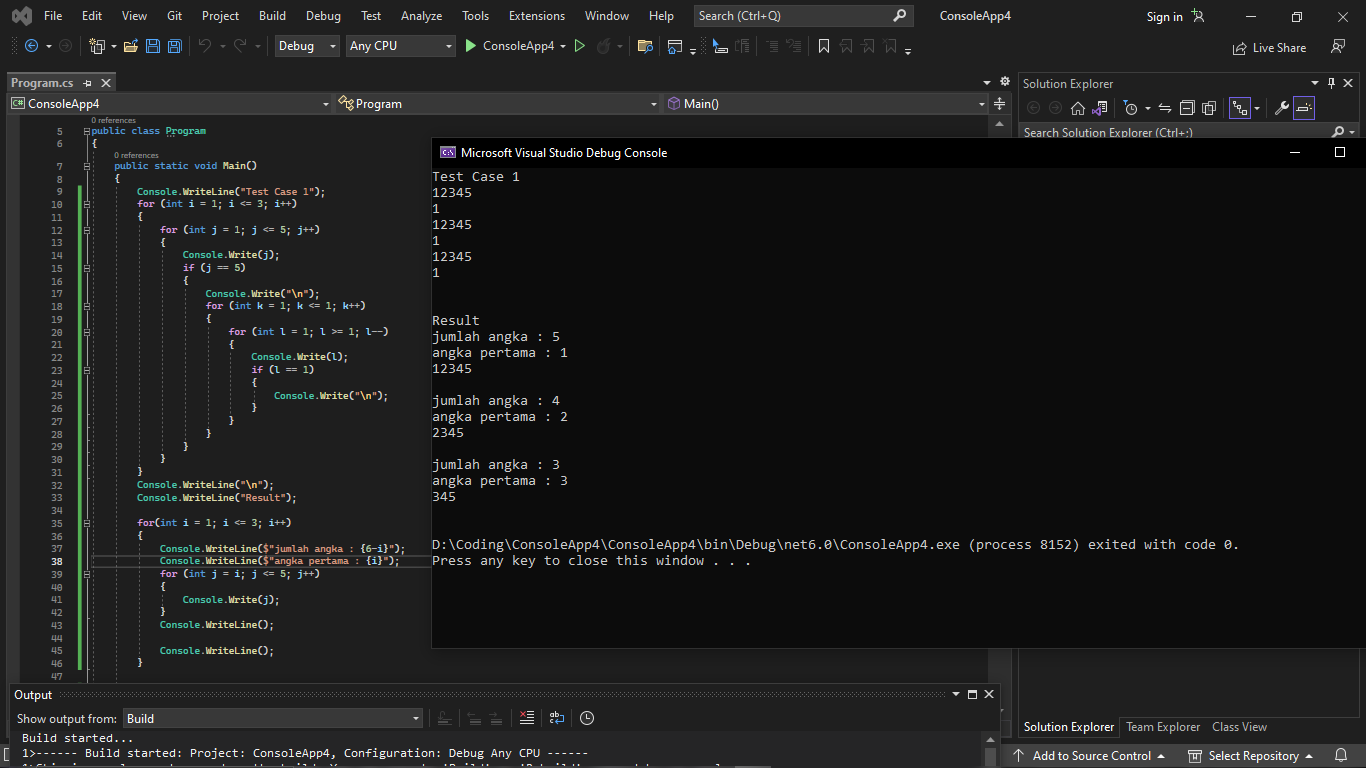 File Edit View Git Project Build Debug Test Analyze Tools Extensions Window Help Search (Ctrl+Q) ConsoleApp4 Sign in
Debug Any CPU ConsoleApp4 Live Share
Program.cs
ConsoleApp4 Program Main()
0 references
5 public class Program
6 {
0 references
7 public static void Main()
8 {
9 Console.WriteLine("Test Case 1");
10 for (int i = 1; i <= 3; i++)
11 {
12 for (int j = 1; j <= 5; j++)
13 {
14 Console.Write(j);
15 if (j == 5)
16 {
17 Console.Write("\n");
18 for (int k = 1; k <= 1; k++)
19 {
20 for (int l = 1; l >= 1; l--)
21 {
22 Console.Write(l);
23 if (l == 1)
24 {
25 Console.Write("\n");
26 }
27 }
28 }
29 }
30 }
31 }
32 Console.WriteLine("\n");
33 Console.WriteLine("Result");
34
35 for(int i = 1; i <= 3; i++)
36 {
37 Console.WriteLine($"jumlah angka : {6-i}");
38 Console.WriteLine($"angka pertama : {i}");
39 for (int j = i; j <= 5; j++)
40 {
41 Console.Write(j);
42 }
43 Console.WriteLine();
44
45 Console.WriteLine();
46 }
47
Solution Explorer
Search Solution Explorer (Ctrl+;)
Microsoft Visual Studio Debug Console
Test Case 1
12345
1
12345
1
12345
1
Result
jumlah angka : 5
angka pertama : 1
12345
jumlah angka : 4
angka pertama : 2
2345
jumlah angka : 3
angka pertama : 3
345
D:\Coding\ConsoleApp4\ConsoleApp4\bin\Debug\net6.0\ConsoleApp4.exe (process 8152) exited with code 0.
Press any key to close this window . . .
Output
Show output from: Build
Build started...
1>------ Build started: Project: ConsoleApp4, Configuration: Debug Any CPU ------
Solution Explorer Team Explorer Class View
Add to Source Control Select Repository